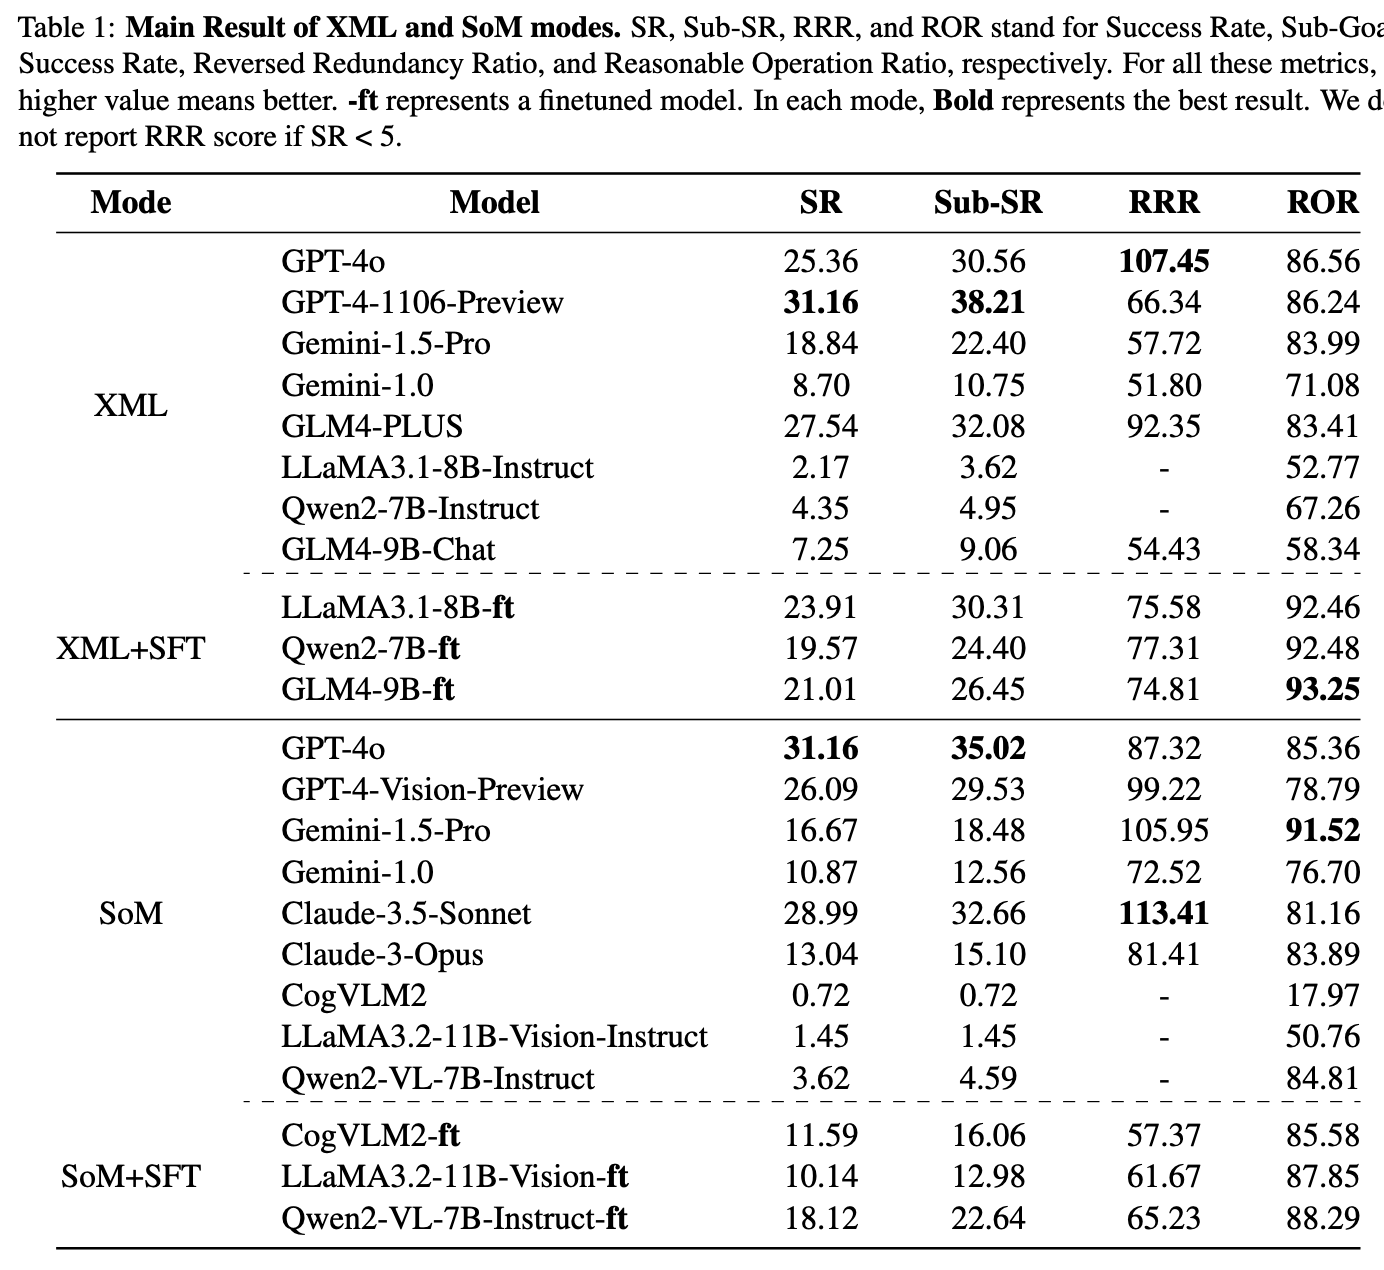 Table 1: Main Result of XML and SoM modes. SR, Sub-SR, RRR, and ROR stand for Success Rate, Sub-Goa
Success Rate, Reversed Redundancy Ratio, and Reasonable Operation Ratio, respectively. For all these metrics,
higher value means better. -ft represents a finetuned model. In each mode, Bold represents the best result. We d
not report RRR score if SR < 5.
Mode Model SR Sub-SR RRR ROR
GPT-4o 25.36 30.56 107.45 86.56
GPT-4-1106-Preview 31.16 38.21 66.34 86.24
Gemini-1.5-Pro 18.84 22.40 57.72 83.99
Gemini-1.0 8.70 10.75 51.80 71.08
XML
GLM4-PLUS 27.54 32.08 92.35 83.41
LLaMA3.1-8B-Instruct 2.17 3.62 - 52.77
Qwen2-7B-Instruct 4.35 4.95 - 67.26
GLM4-9B-Chat 7.25 9.06 54.43 58.34
LLaMA3.1-8B-ft 23.91 30.31 75.58 92.46
XML+SFT Qwen2-7B-ft 19.57 24.40 77.31 92.48
GLM4-9B-ft 21.01 26.45 74.81 93.25
GPT-4o 31.16 35.02 87.32 85.36
GPT-4-Vision-Preview 26.09 29.53 99.22 78.79
Gemini-1.5-Pro 16.67 18.48 105.95 91.52
Gemini-1.0 10.87 12.56 72.52 76.70
SoM Claude-3.5-Sonnet 28.99 32.66 113.41 81.16
Claude-3-Opus 13.04 15.10 81.41 83.89
CogVLM2 0.72 0.72 - 17.97
LLaMA3.2-11B-Vision-Instruct 1.45 1.45 - 50.76
Qwen2-VL-7B-Instruct 3.62 4.59 - 84.81
CogVLM2-ft 11.59 16.06 57.37 85.58
SoM+SFT LLaMA3.2-11B-Vision-ft 10.14 12.98 61.67 87.85
Qwen2-VL-7B-Instruct-ft 18.12 22.64 65.23 88.29